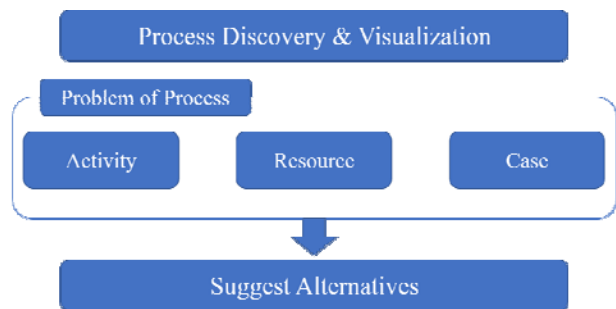 Process Discovery & Visualization
Problem of Process
Activity
Resource
Case
Suggest Alternatives